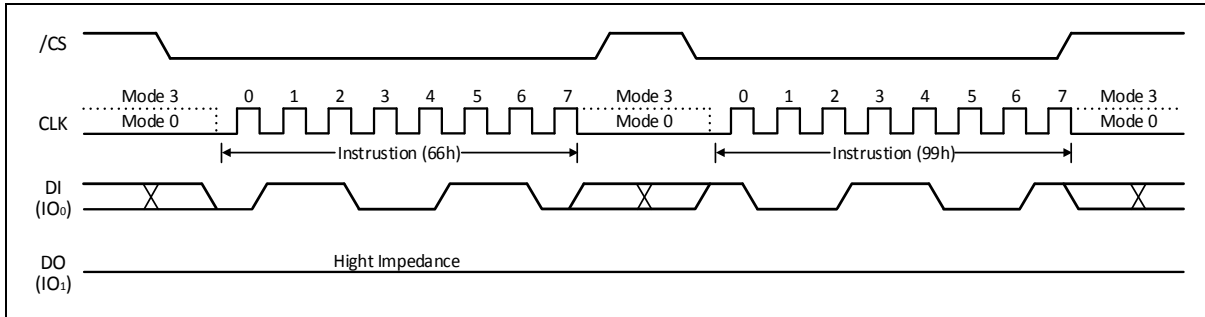 /CS
Mode 3 0 1 2 3 4 5 6 7 Mode 3 0 1 2 3 4 5 6 7 Mode 3
CLK Mode 0 Mode 0 Mode 0
Instrustion (66h) Instrustion (99h)
DI
(IO₀)
DO Hight Impedance
(IO₁)